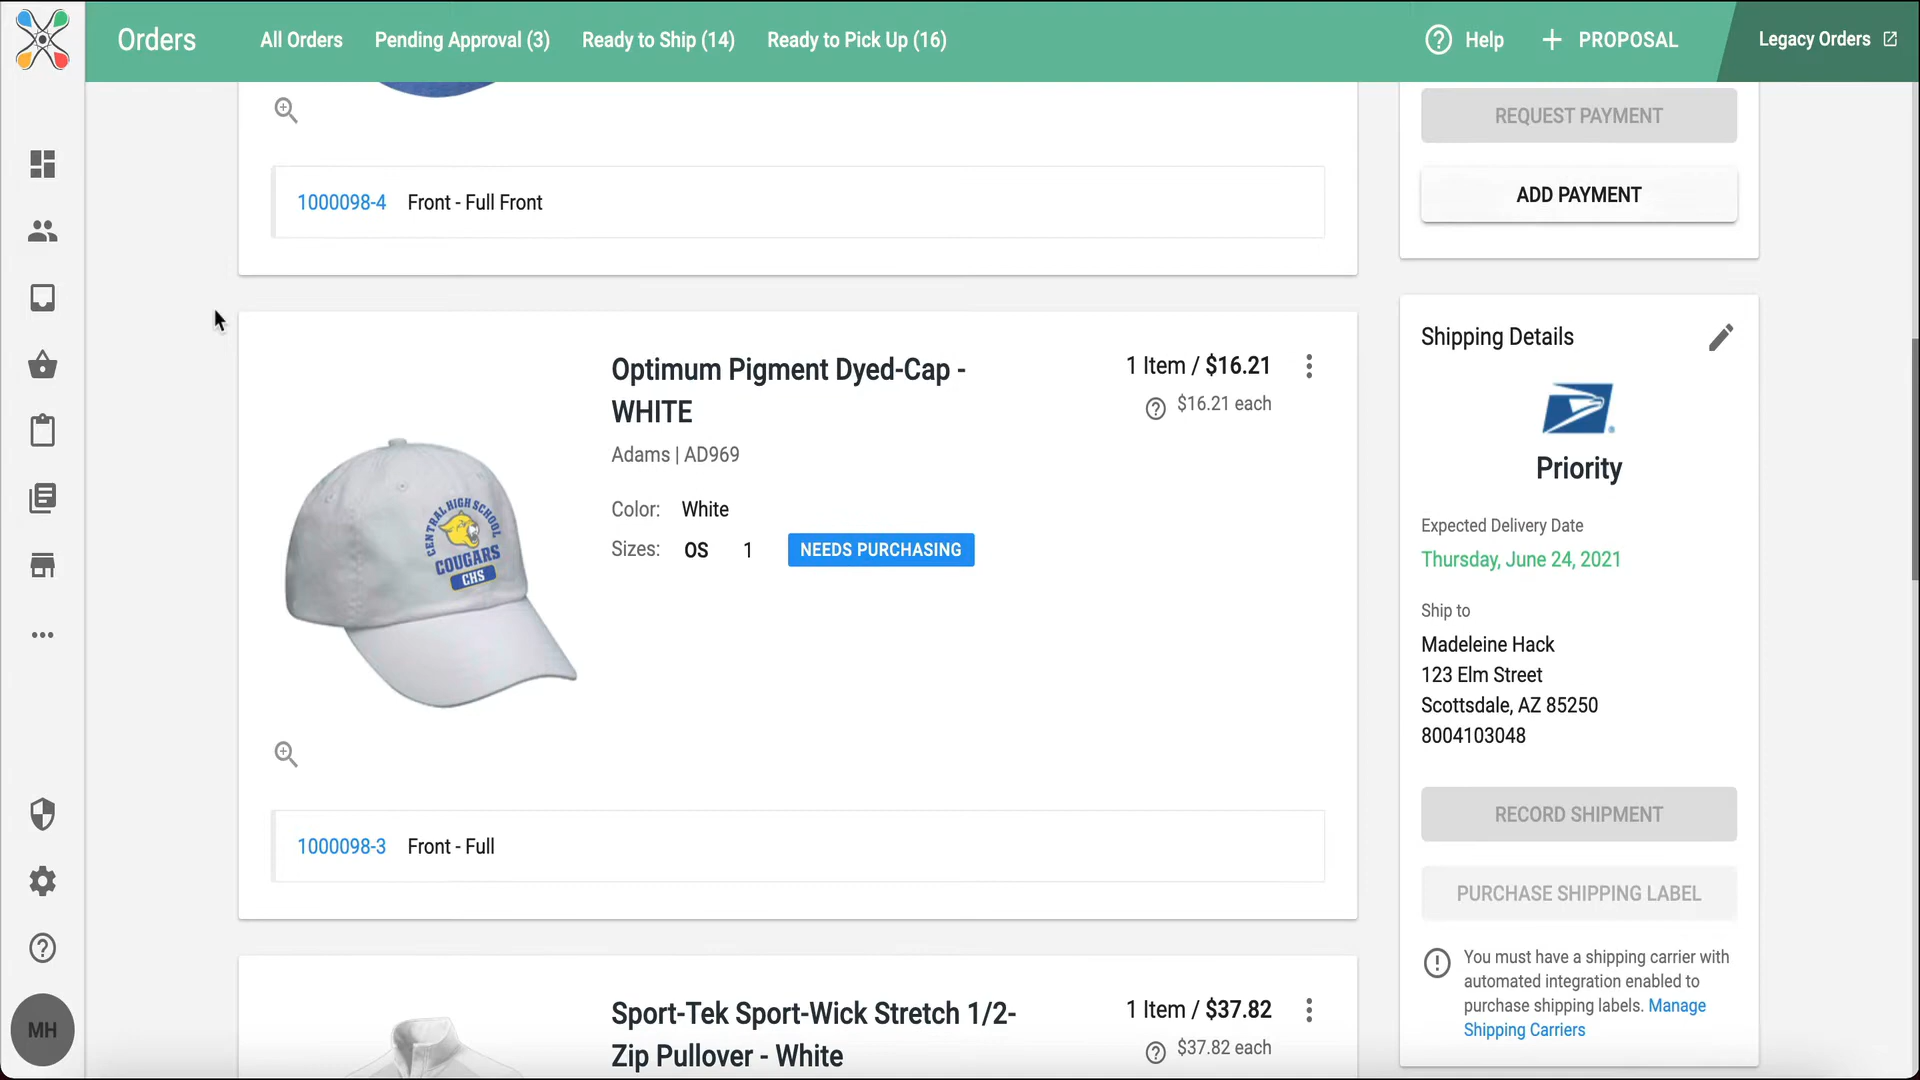 Orders
All Orders
Pending Approval (3)
Ready to Ship (14)
Ready to Pick Up (16)
Help
PROPOSAL
Legacy Orders
1000098-4 Front - Full Front
REQUEST PAYMENT
ADD PAYMENT
Optimum Pigment Dyed-Cap -
WHITE
Adams | AD969
1 Item / $16.21
$16.21 each
Color: White
Sizes: OS 1 NEEDS PURCHASING
CENTRAL HIGH SCHOOL
COUGARS
CHS
1000098-3 Front - Full
Sport-Tek Sport-Wick Stretch 1/2-
Zip Pullover - White
1 Item / $37.82
$37.82 each
Shipping Details
Priority
Expected Delivery Date
Thursday, June 24, 2021
Ship to
Madeleine Hack
123 Elm Street
Scottsdale, AZ 85250
8004103048
RECORD SHIPMENT
PURCHASE SHIPPING LABEL
You must have a shipping carrier with
automated integration enabled to
purchase shipping labels. Manage
Shipping Carriers
MH